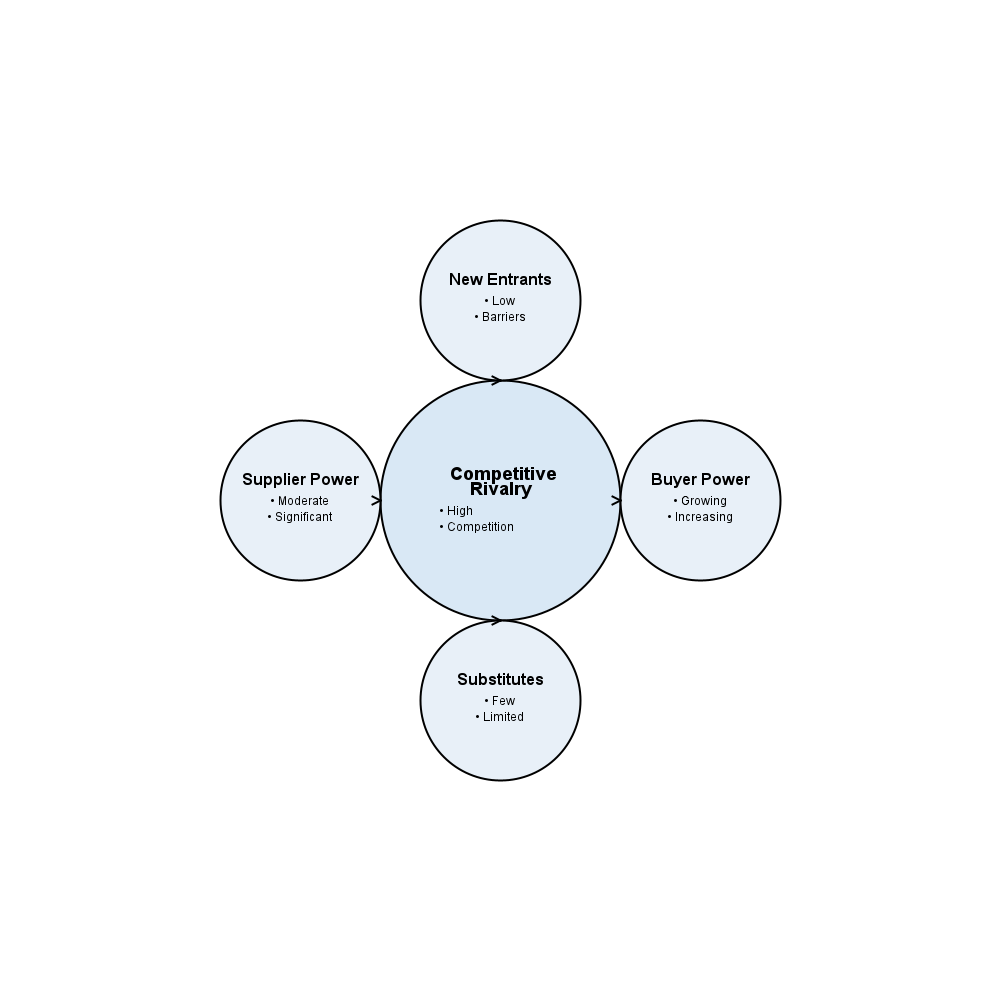 New Entrants
• Low
• Barriers
Supplier Power
• Moderate
• Significant
Competitive
Rivalry
• High
• Competition
Buyer Power
• Growing
• Increasing
Substitutes
• Few
• Limited